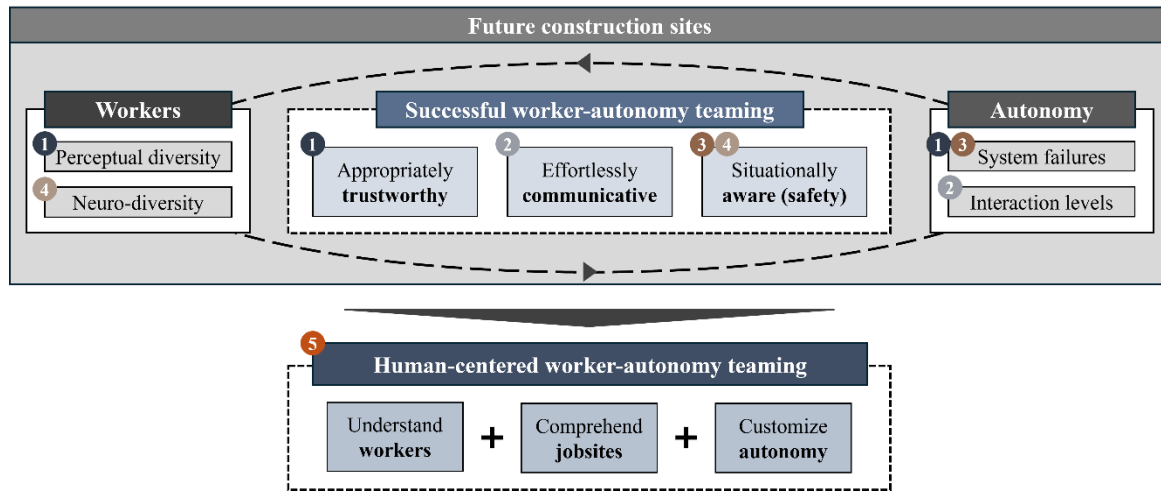 Future construction sites
Workers
1
Perceptual diversity
4
Neuro-diversity
Successful worker-autonomy teaming
1
Appropriately
trustworthy
2
Effortlessly
communicative
3 4
Situationally
aware (safety)
Autonomy
1 3
System failures
2
Interaction levels
5
Human-centered worker-autonomy teaming
Understand
workers
+
Comprehend
jobsites
+
Customize
autonomy